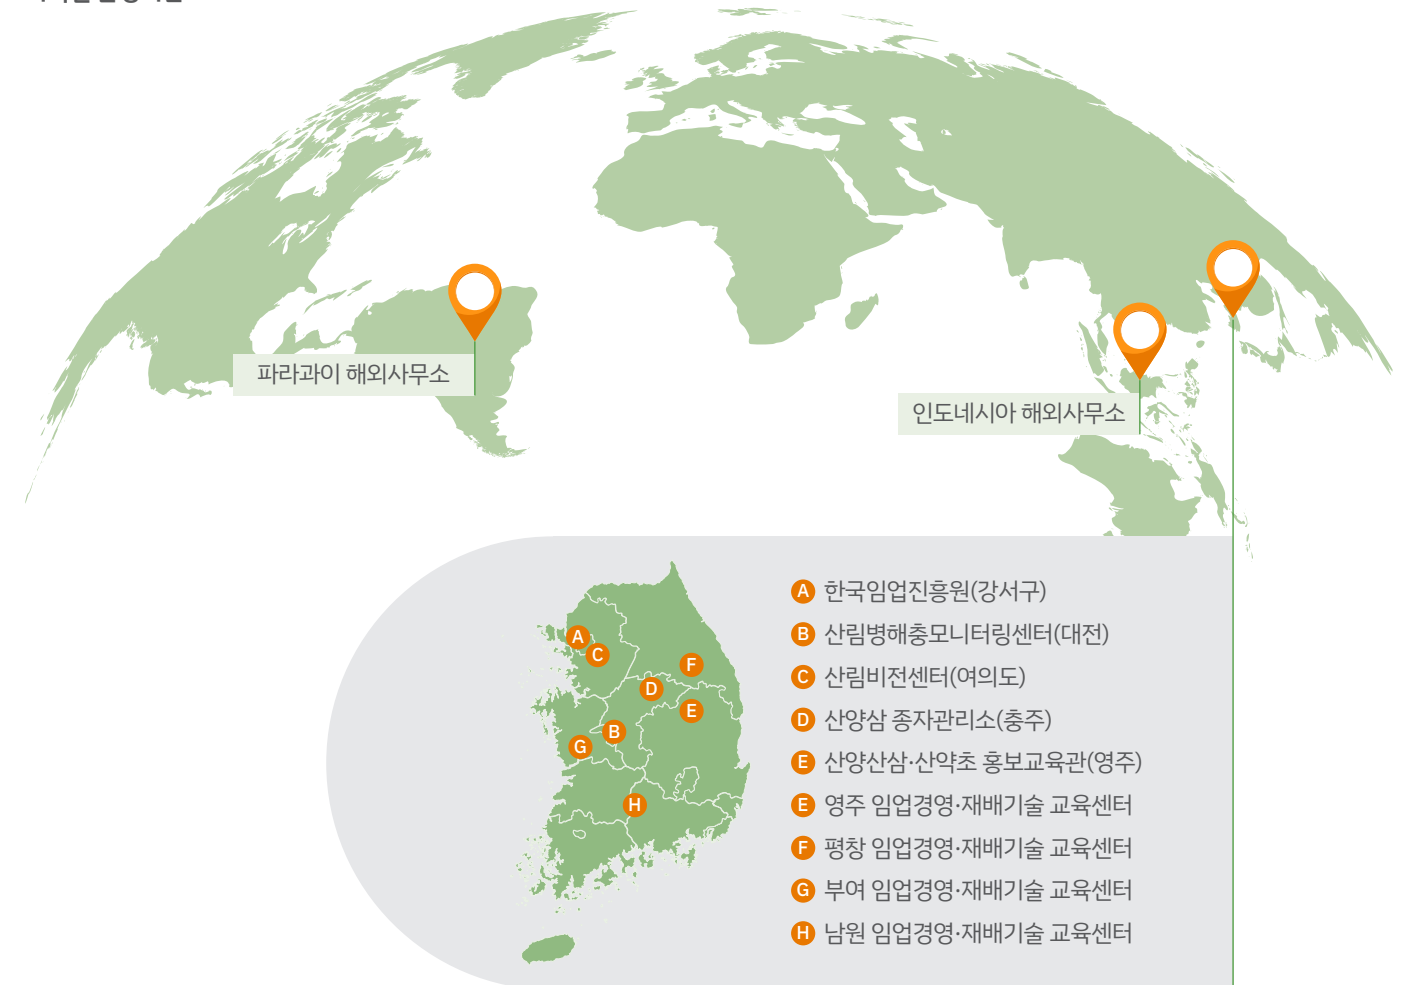 파라과이 해외사무소
인도네시아 해외사무소
A 한국임업진흥원(강서구)
B 산림병해충모니터링센터(대전)
C 산림비전센터(여의도)
D 산양삼 종자관리소(충주)
E 산양산삼·산약초 홍보교육관(영주)
E 영주 임업경영·재배기술 교육센터
F 평창 임업경영·재배기술 교육센터
G 부여 임업경영·재배기술 교육센터
H 남원 임업경영·재배기술 교육센터
A
C
F
D
E
B
G
H